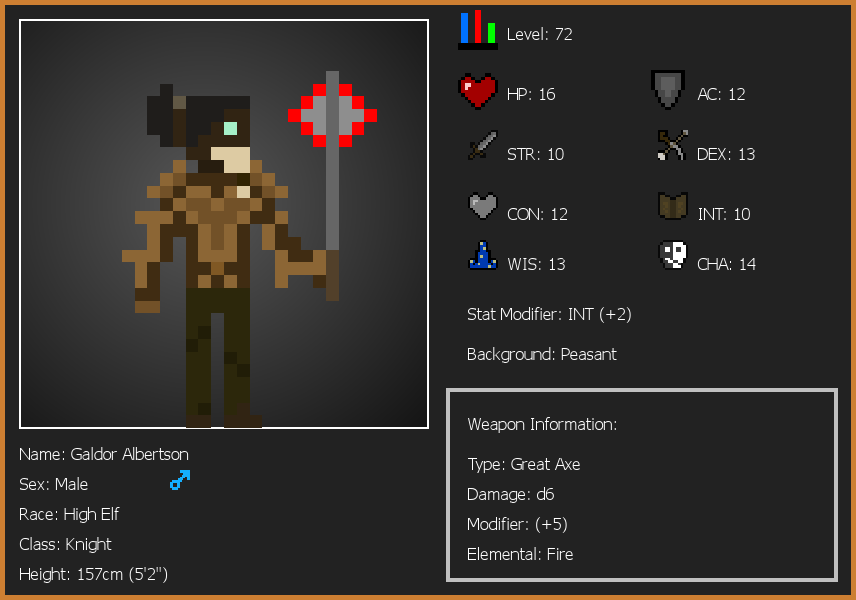 Level: 72
HP: 16
AC: 12
STR: 10
DEX: 13
CON: 12
INT: 10
WIS: 13
CHA: 14
Stat Modifier: INT (+2)
Background: Peasant
Weapon Information:
Type: Great Axe
Damage: d6
Modifier: (+5)
Elemental: Fire
Name: Galdor Albertson
Sex: Male
Race: High Elf
Class: Knight
Height: 157cm (5'2")